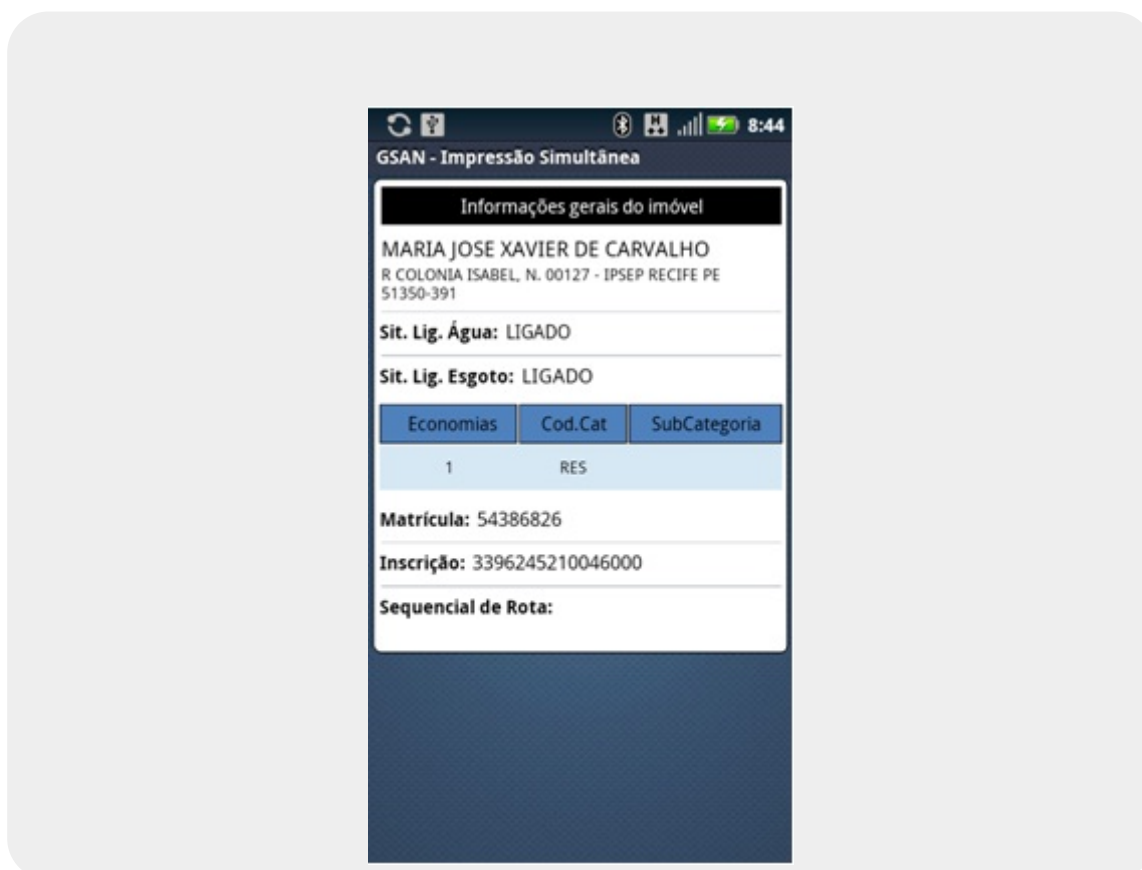 8:44
GSAN - Impressão Simultânea
Informações gerais do imóvel
MARIA JOSE XAVIER DE CARVALHO
R COLONIA ISABEL, N. 00127 - IPSEP RECIFE PE
51350-391
Sit. Lig. Água: LIGADO
Sit. Lig. Esgoto: LIGADO
Economias Cod.Cat SubCategoria
1 RES
Matrícula: 54386826
Inscrição: 3396245210046000
Sequencial de Rota: